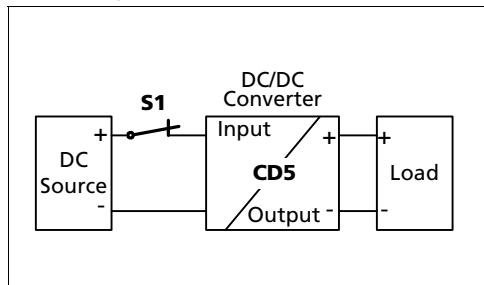 DC/DC
Converter
S1
+
DC
Source
-
Input
CD5
Output
+
-
+
Load
-